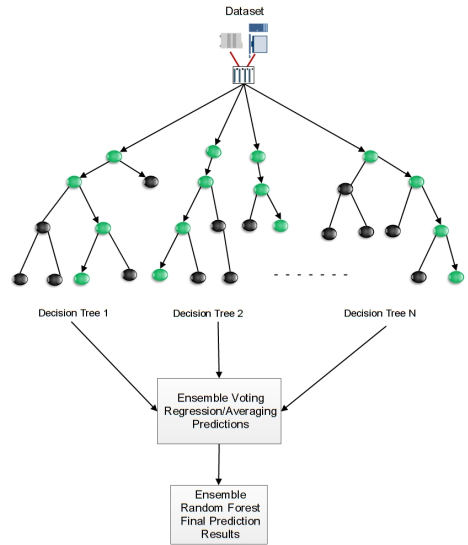 Dataset
Decision Tree 1
Decision Tree 2
Decision Tree N
Ensemble Voting
Regression/Averaging
Predictions
Ensemble
Random Forest
Final Prediction
Results